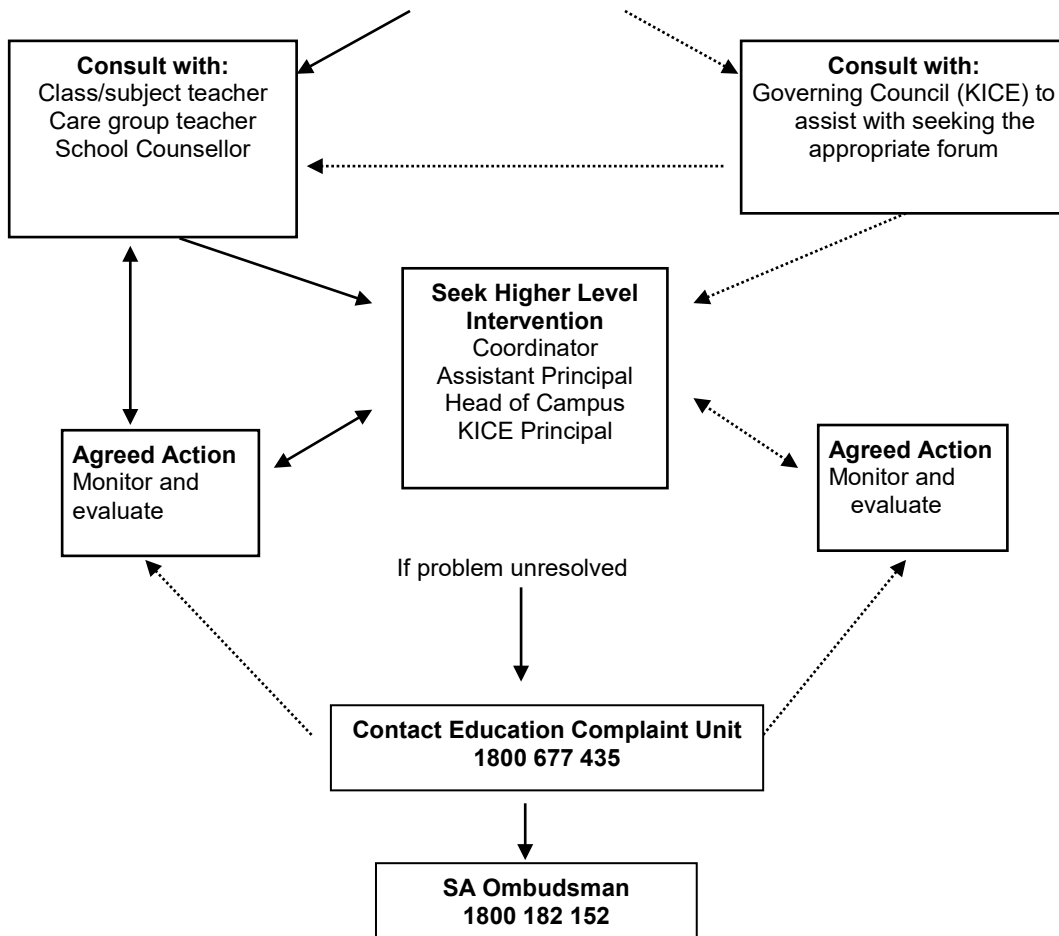 Consult with:
Class/subject teacher
Care group teacher
School Counsellor
Consult with:
Governing Council (KICE) to
assist with seeking the
appropriate forum
Seek Higher Level
Intervention
Coordinator
Assistant Principal
Head of Campus
KICE Principal
Agreed Action
Monitor and
evaluate
Agreed Action
Monitor and
evaluate
If problem unresolved
Contact Education Complaint Unit
1800 677 435
SA Ombudsman
1800 182 152